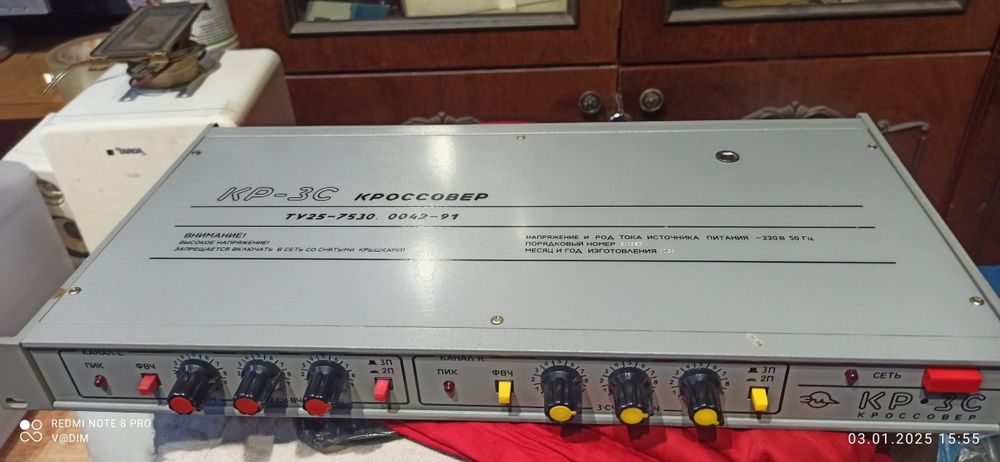 КР-3С КРОССОВЕР
ТУ25-7530. 0042-91
ВНИМАНИЕ!
ВЫСОКОЕ НАПРЯЖЕНИЕ!
ЗАПРЕЩАЕТСЯ ВКЛЮЧАТЬ В СЕТЬ СО СНЯТЫМИ КРЫШКАМИ!
НАПРЯЖЕНИЕ И РОД ТОКА ИСТОЧНИКА ПИТАНИЯ ~220 В 50 Гц
ПОРЯДКОВЫЙ НОМЕР
МЕСЯЦ И ГОД ИЗГОТОВЛЕНИЯ
КАНАЛ L
ПИК
ФВЧ
3П
2П
КАНАЛ R
ПИК
ФВЧ
3П
2П
СЕТЬ
КР-3С
КРОССОВЕР
REDMI NOTE 8 PRO
V@DIM
03.01.2025 15:55